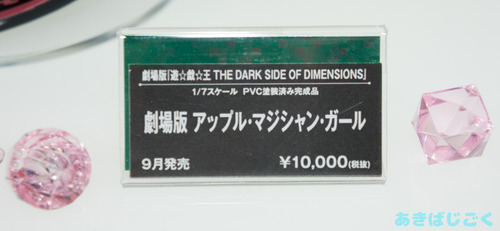 劇場版『遊☆戯☆王 THE DARK SIDE OF DIMENSIONS』
1/7スケール PVC塗装済み完成品
劇場版 アップル・マジシャン・ガール
9月発売 ¥10,000(税抜)
あきばじごく